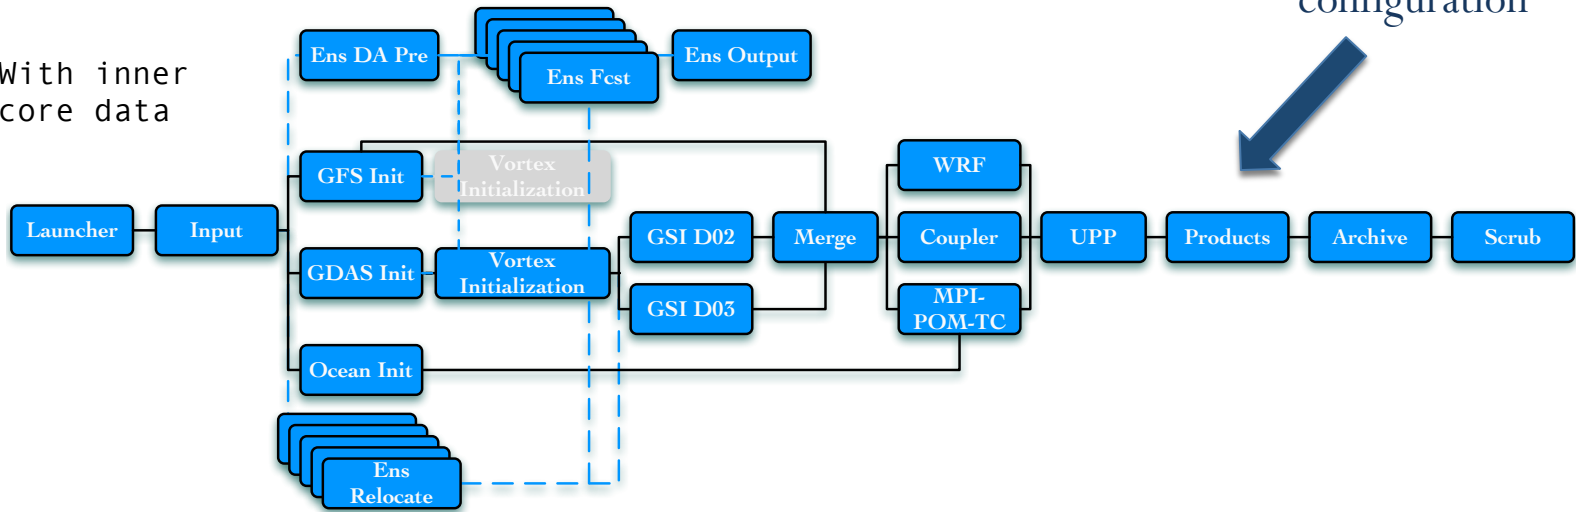 configuration
With inner
core data
Ens DA Pre
Ens Fcst
Ens Output
GFS Init
Vortex
Initialization
WRF
Launcher
Input
GSI D02
Merge
Coupler
UPP
Products
Archive
Scrub
GDAS Init
Vortex
Initialization
GSI D03
MPI-
POM-TC
Ocean Init
Ens
Relocate